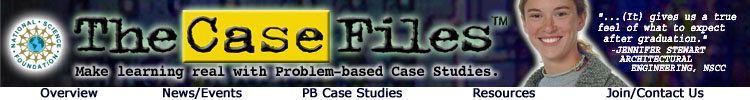 NATIONAL SCIENCE FOUNDATION
The Case Files™
Make learning real with Problem-based Case Studies.
"...(It) gives us a true
feel of what to expect
after graduation."
-JENNIFER STEWART
ARCHITECTURAL
ENGINEERING, NSCC
Overview News/Events PB Case Studies Resources Join/Contact Us